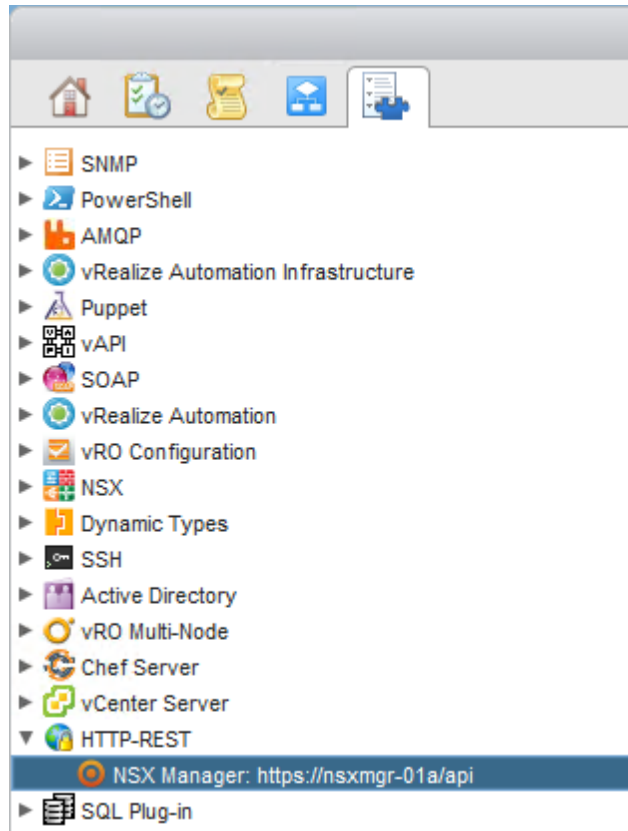 SNMP
PowerShell
AMQP
vRealize Automation Infrastructure
Puppet
vAPI
SOAP
vRealize Automation
vRO Configuration
NSX
Dynamic Types
SSH
Active Directory
vRO Multi-Node
Chef Server
vCenter Server
HTTP-REST
NSX Manager: https://nsxmgr-01a/api
SQL Plug-in